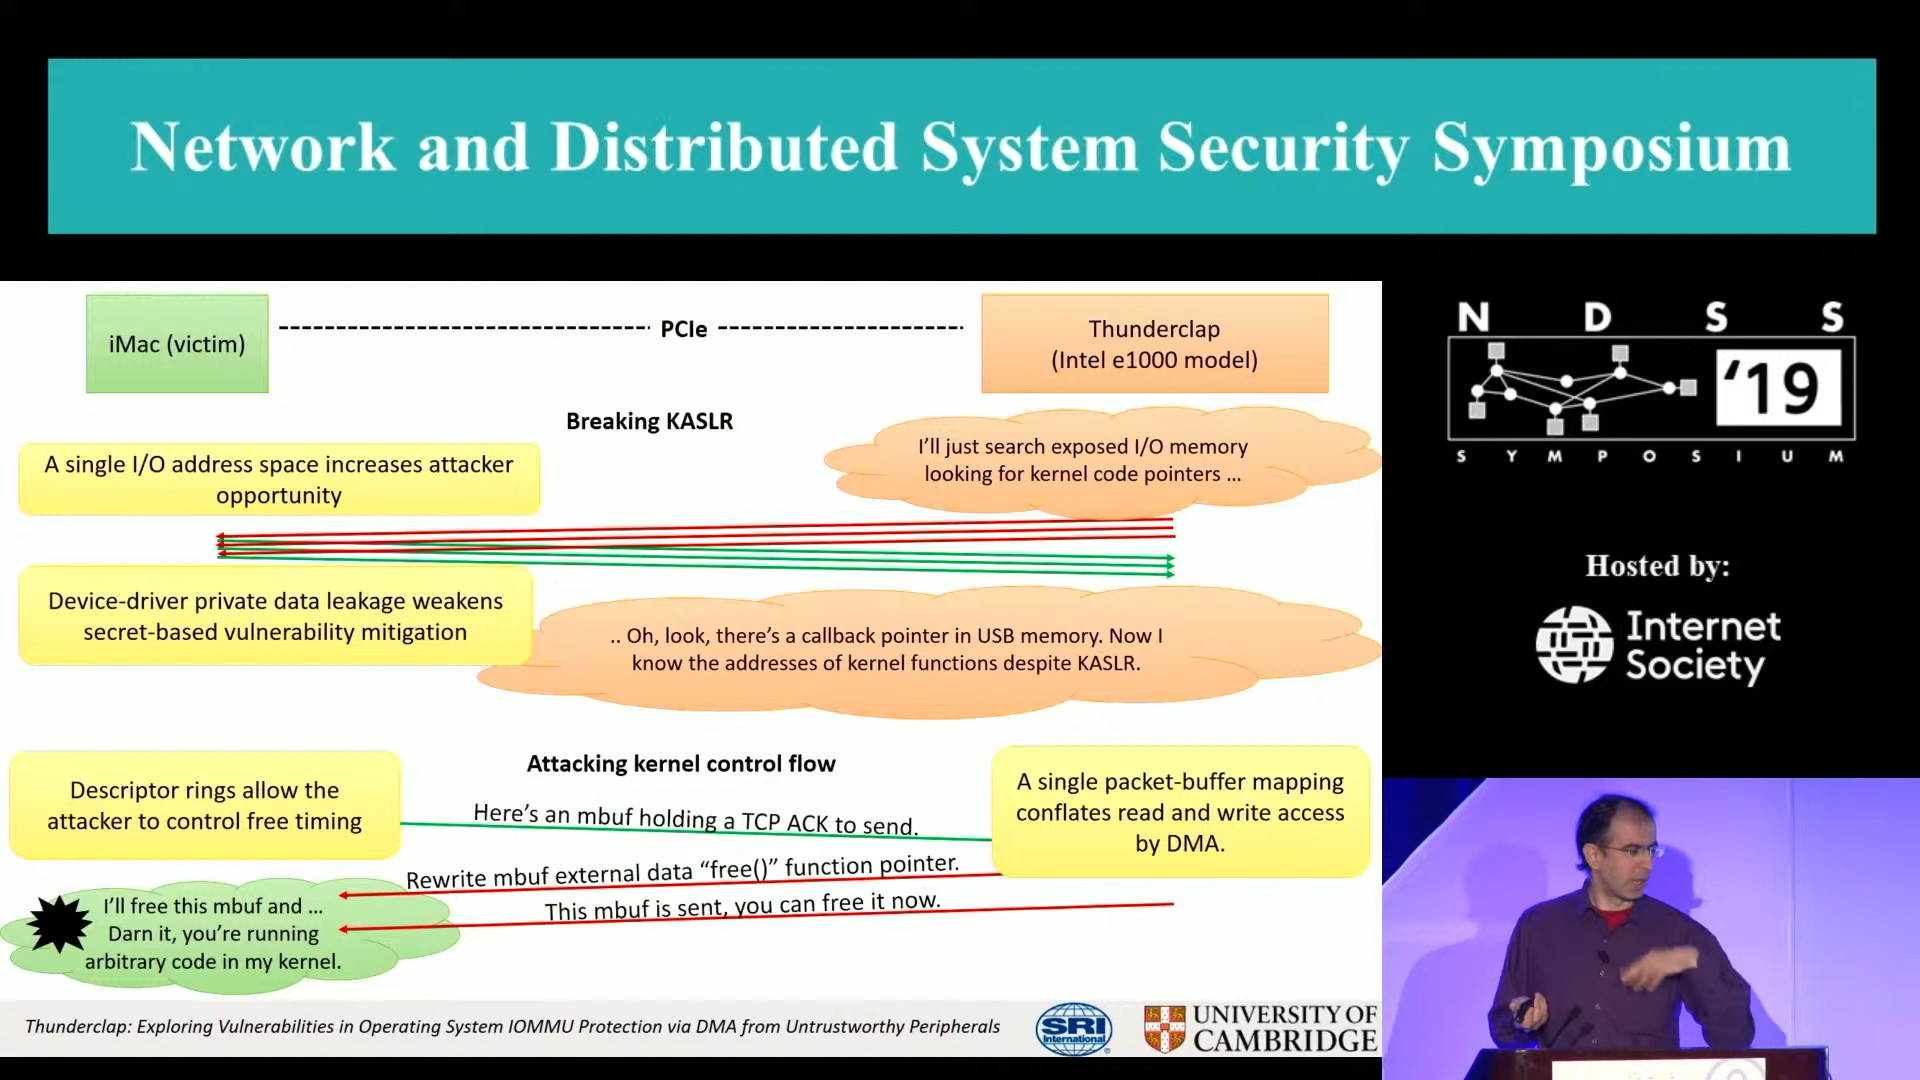 Network and Distributed System Security Symposium
iMac (victim)
PCIe
Thunderclap
(Intel e1000 model)
Breaking KASLR
A single I/O address space increases attacker
opportunity
I’ll just search exposed I/O memory
looking for kernel code pointers ...
Device-driver private data leakage weakens
secret-based vulnerability mitigation
.. Oh, look, there’s a callback pointer in USB memory. Now I
know the addresses of kernel functions despite KASLR.
Attacking kernel control flow
Descriptor rings allow the
attacker to control free timing
Here’s an mbuf holding a TCP ACK to send.
A single packet-buffer mapping
conflates read and write access
by DMA.
Rewrite mbuf external data “free()” function pointer.
This mbuf is sent, you can free it now.
I’ll free this mbuf and ...
Darn it, you’re running
arbitrary code in my kernel.
Thunderclap: Exploring Vulnerabilities in Operating System IOMMU Protection via DMA from Untrustworthy Peripherals
SRI
International
UNIVERSITY OF
CAMBRIDGE
N D S S
’19
S Y M P O S I U M
Hosted by:
Internet
Society